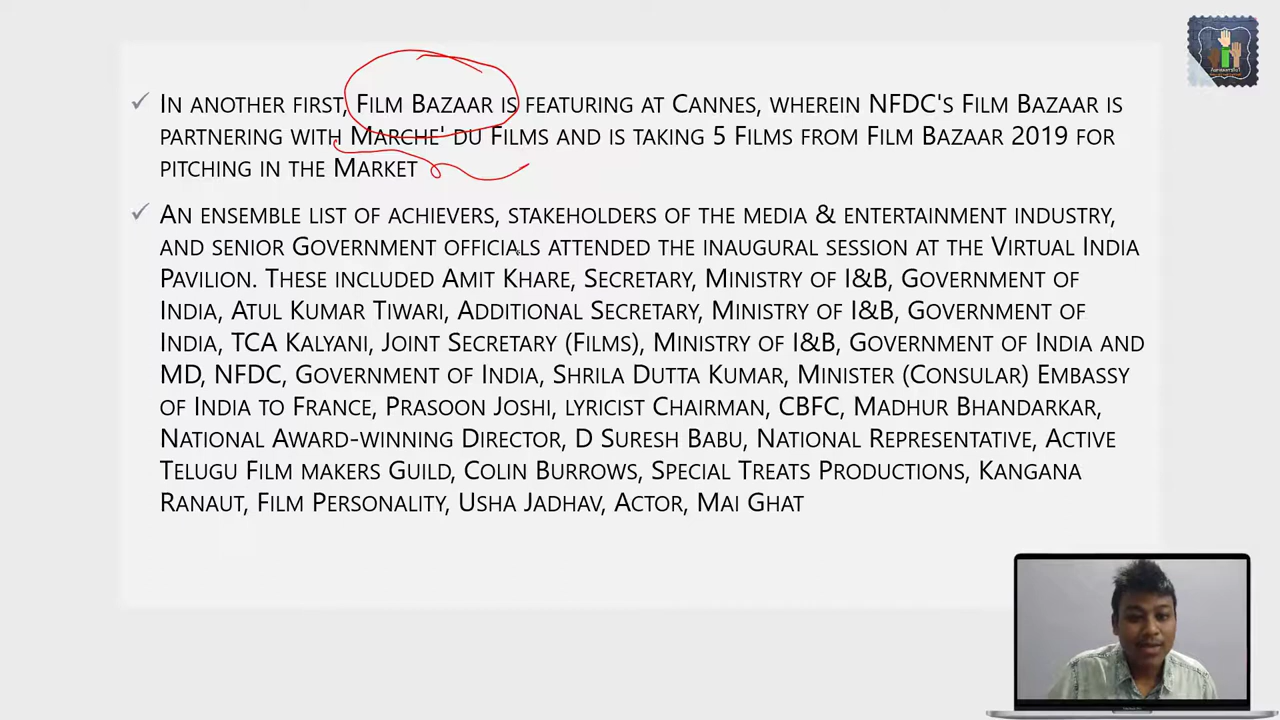 ✓ In another first, Film Bazaar is featuring at Cannes, wherein NFDC's Film Bazaar is
partnering with Marche' du Films and is taking 5 Films from Film Bazaar 2019 for
pitching in the Market
✓ An ensemble list of achievers, stakeholders of the media & entertainment industry,
and senior Government officials attended the inaugural session at the Virtual India
Pavilion. These included Amit Khare, Secretary, Ministry of I&B, Government of
India, Atul Kumar Tiwari, Additional Secretary, Ministry of I&B, Government of
India, TCA Kalyani, Joint Secretary (Films), Ministry of I&B, Government of India and
MD, NFDC, Government of India, Shrila Dutta Kumar, Minister (Consular) Embassy
of India to France, Prasoon Joshi, lyricist Chairman, CBFC, Madhur Bhandarkar,
National Award-winning Director, D Suresh Babu, National Representative, Active
Telugu Film makers Guild, Colin Burrows, Special Treats Productions, Kangana
Ranaut, Film Personality, Usha Jadhav, Actor, Mai Ghat